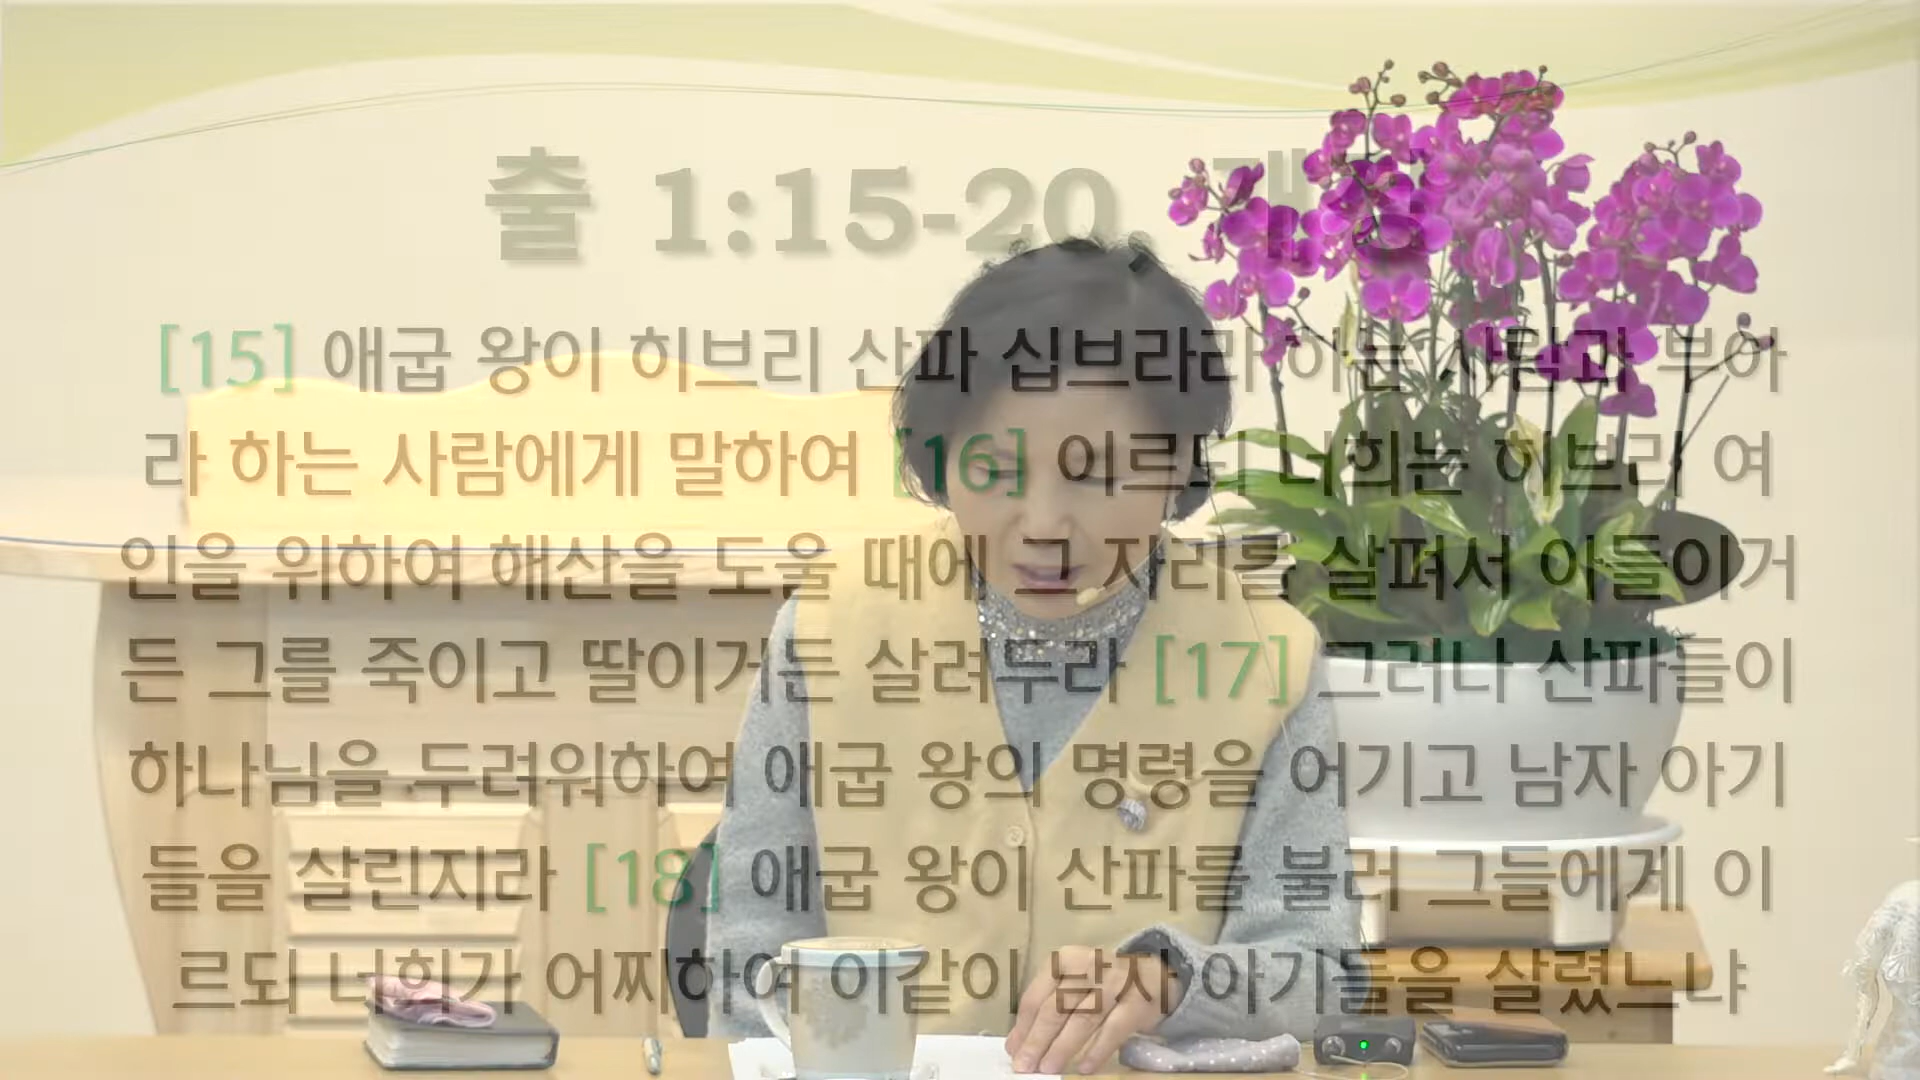 출 1:15-20, 개정
[15] 애굽 왕이 히브리 산파 십브라라 하는 사람과 부아
라 하는 사람에게 말하여 [16] 이르되 너희는 히브리 여
인을 위하여 해산을 도울 때에 그 자리를 살펴서 아들이거
든 그를 죽이고 딸이거든 살려두라 [17] 그러나 산파들이
하나님을 두려워하여 애굽 왕의 명령을 어기고 남자 아기
들을 살린지라 [18] 애굽 왕이 산파를 불러 그들에게 이
르되 너희가 어찌하여 이같이 남자 아기들을 살렸느냐